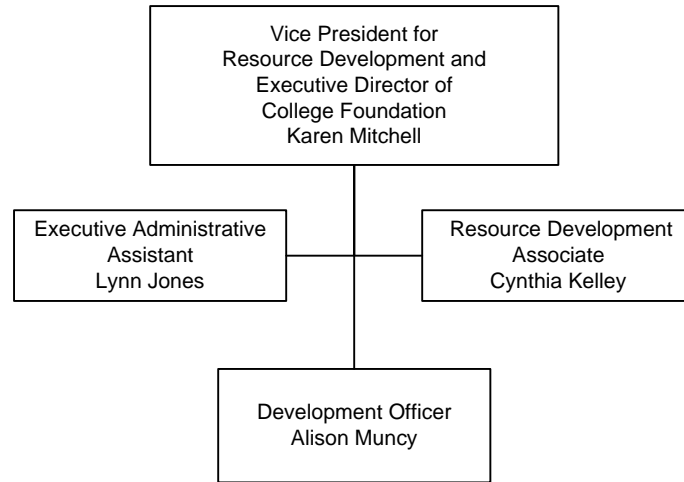 Vice President for
Resource Development and
Executive Director of
College Foundation
Karen Mitchell
Executive Administrative
Assistant
Lynn Jones
Resource Development
Associate
Cynthia Kelley
Development Officer
Alison Muncy